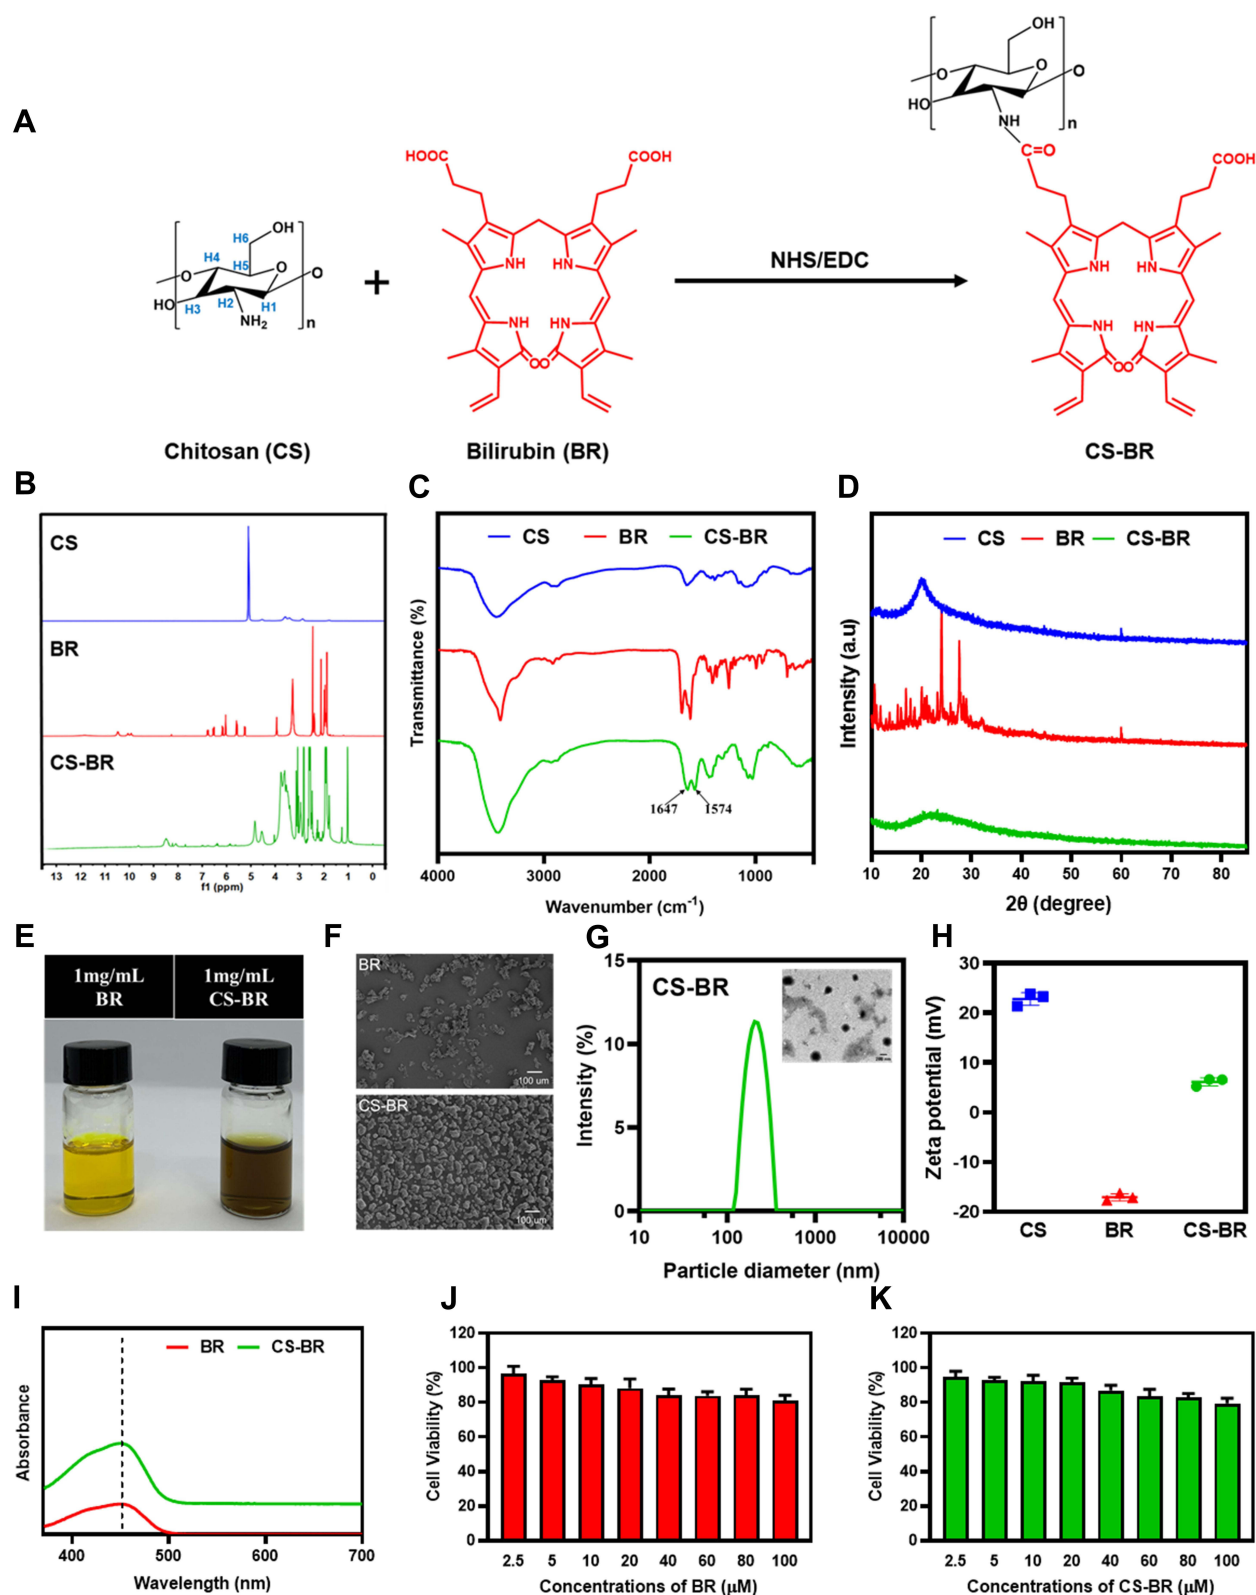 A
OH
O
O
O
HO
NH
n
C=O
COOH
NH
HN
NH
HN
O
O
CS-BR
OH
H6
H4
H5
O
O
O
HO
H3
H2
H1
NH2
n
Chitosan (CS)
+
HOOC
COOH
NH
HN
NH
HN
O
O
Bilirubin (BR)
NHS/EDC
B
CS
BR
CS-BR
13 12 11 10 9 8 7 6 5 4 3 2 1 0
f1 (ppm)
C
CS BR CS-BR
Transmittance (%)
1647 1574
4000 3000 2000 1000
Wavenumber (cm-1)
D
CS BR CS-BR
Intensity (a.u)
10 20 30 40 50 60 70 80
2θ (degree)
E
1mg/mL
BR
1mg/mL
CS-BR
F
BR
100 um
CS-BR
100 um
G
CS-BR
15
10
5
0
Intensity (%)
10 100 1000 10000
Particle diameter (nm)
H
30
20
10
0
-10
-20
Zeta potential (mV)
CS BR CS-BR
I
BR CS-BR
Absorbance
400 500 600 700
Wavelength (nm)
J
120
100
80
60
40
20
0
Cell Viability (%)
2.5 5 10 20 40 60 80 100
Concentrations of BR (μM)
K
120
100
80
60
40
20
0
Cell Viability (%)
2.5 5 10 20 40 60 80 100
Concentrations of CS-BR (μM)